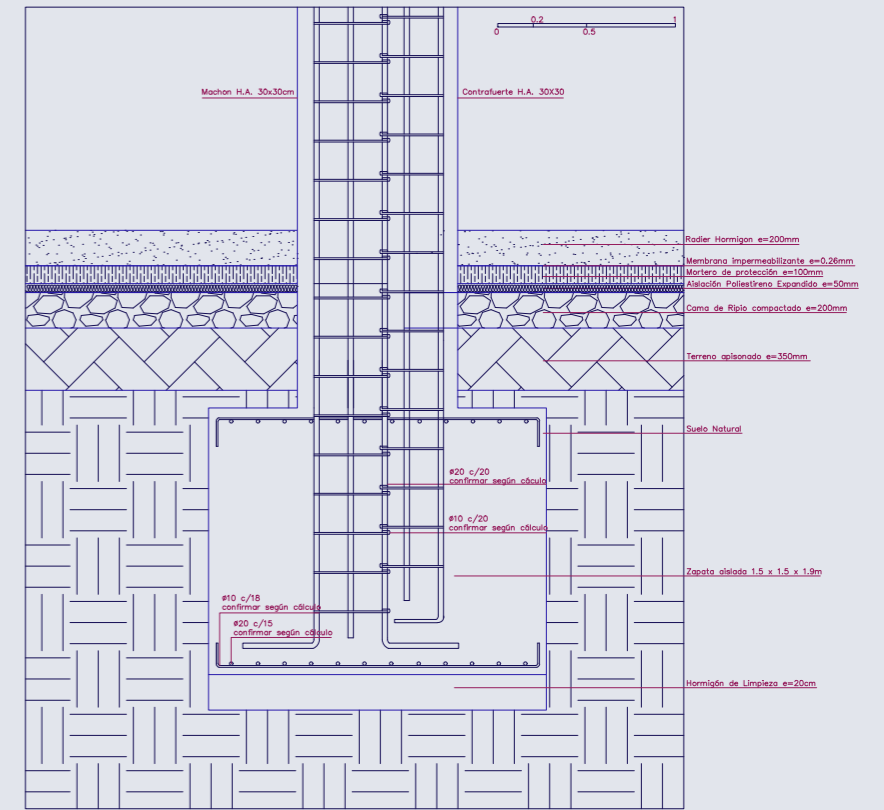 0.2 1
0 0.5
Machon H.A. 30x30cm
Contrafuerte H.A. 30X30
Radier Hormigon e=200mm
Membrana impermeabilizante e=0.26mm
Mortero de protección e=100mm
Aislación Poliestireno Expandido e=50mm
Cama de Ripio compactado e=200mm
Terreno apisonado e=350mm
Suelo Natural
ø20 c/20
confirmar según cáculo
ø10 c/20
confirmar según cálculo
Zapata aislada 1.5 x 1.5 x 1.9m
ø10 c/18
confirmar según cálculo
ø20 c/15
confirmar según cálculo
Hormigón de Limpieza e=20cm